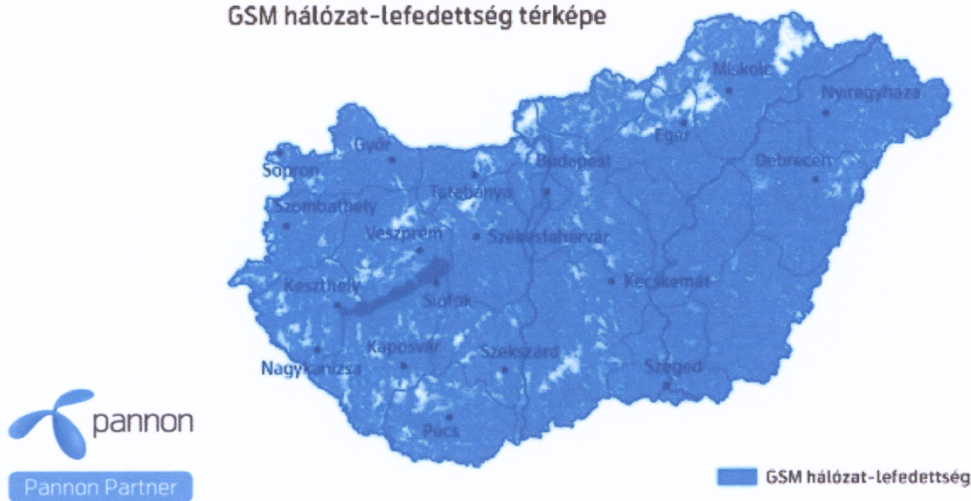 GSM hálózat-lefedettség térképe
Miskolc
Nyíregyháza
Eger
Győr
Budapest
Debrecen
Sopron
Tatabánya
Szombathely
Veszprém
Székesfehérvár
Keszthely
Siófok
Kecskemét
Kaposvár
Szekszárd
Szeged
Nagykanizsa
Pécs
pannon
Pannon Partner
GSM hálózat-lefedettség